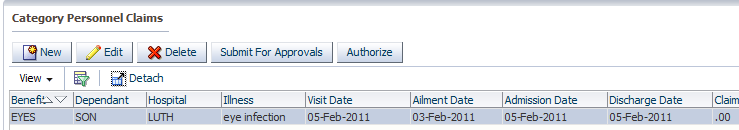 Category Personnel Claims
New Edit Delete Submit For Approvals Authorize
View Detach
Benefi Dependant Hospital Illness Visit Date Ailment Date Admission Date Discharge Date Claim
EYES SON LUTH eye infection 05-Feb-2011 03-Feb-2011 05-Feb-2011 05-Feb-2011 .00